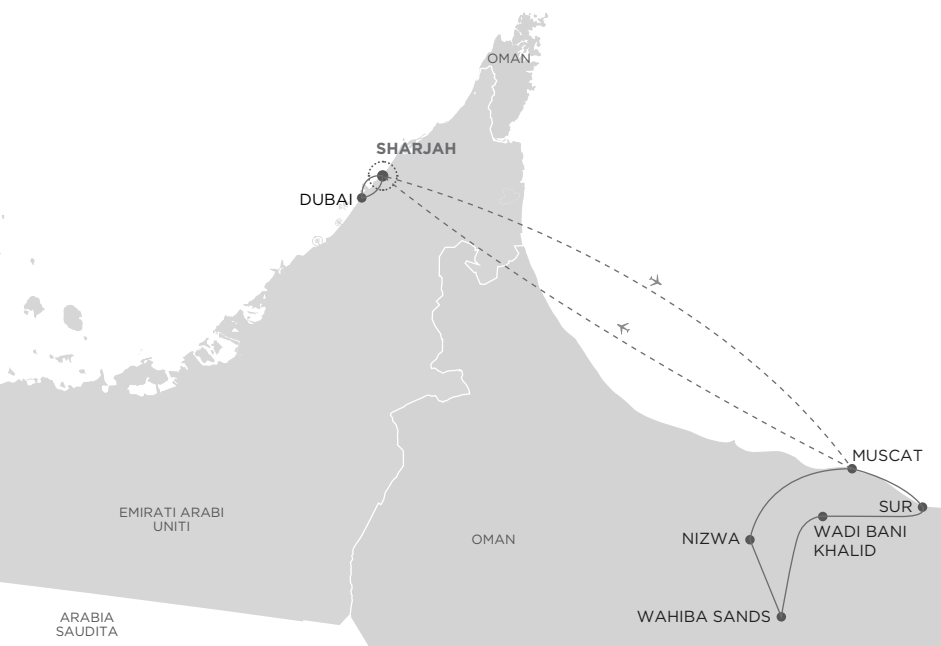 OMAN
SHARJAH
DUBAI
MUSCAT
SUR
EMIRATI ARABI
UNITI
OMAN
NIZWA
WADI BANI
KHALID
WAHIBA SANDS
ARABIA
SAUDITA